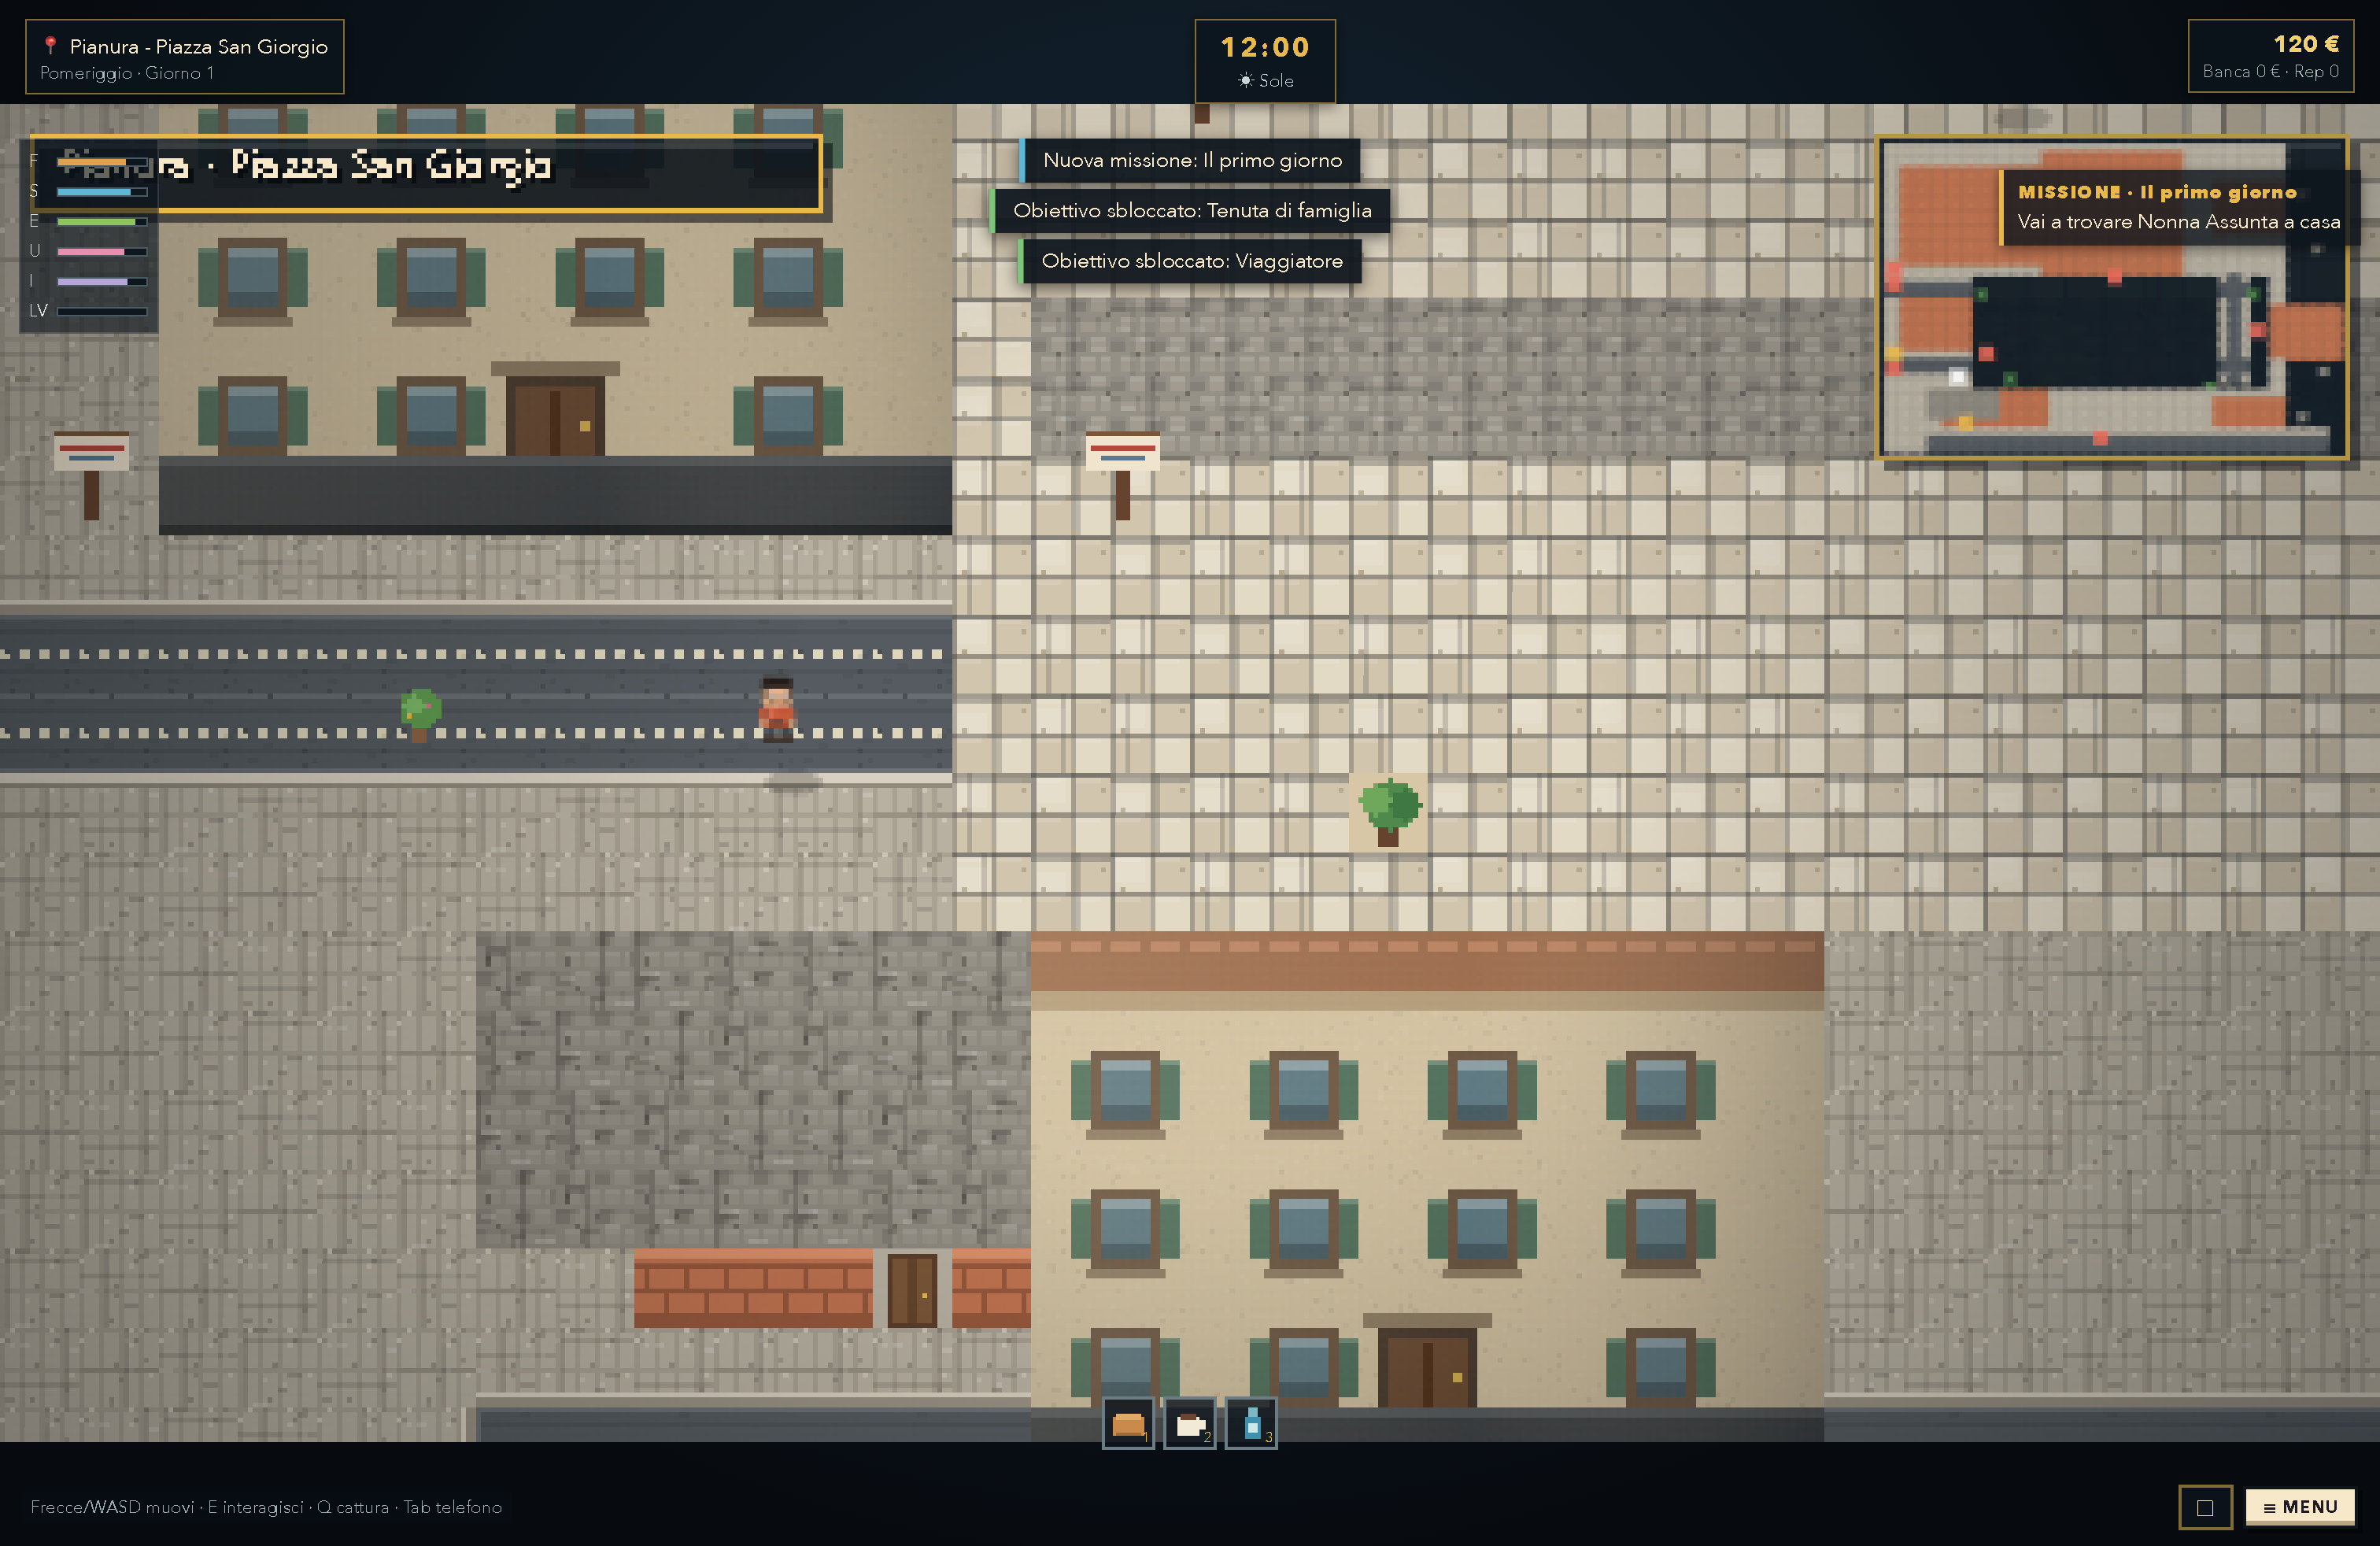 📍 Pianura - Piazza San Giorgio
Pomeriggio · Giorno 1
12:00
☀ Sole
120 €
Banca 0 € · Rep 0
Pianura · Piazza San Giorgio
F
S
E
U
I
LV
Nuova missione: Il primo giorno
Obiettivo sbloccato: Tenuta di famiglia
Obiettivo sbloccato: Viaggiatore
MISSIONE · Il primo giorno
Vai a trovare Nonna Assunta a casa
1
2
3
Frecce/WASD muovi · E interagisci · Q cattura · Tab telefono
≡ MENU